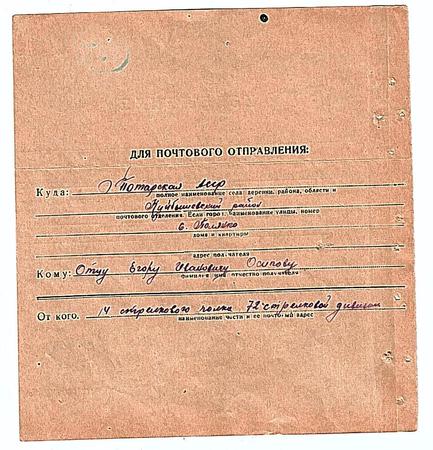 ДЛЯ ПОЧТОВОГО ОТПРАВЛЕНИЯ:
Куда: Татарская АССР
полное наименование села деревни, района, области и
Куйбышевский район
почтового отделения. Если город: наименование улицы, номер
с.
дома и квартиры
адрес получателя
Кому: Отцу Егору Ивановичу Осипову
фамилия имя отчество получателя
От кого. 14 стрелкового полка 72 стрелковой дивизии
наименование части и ее почтовый адрес